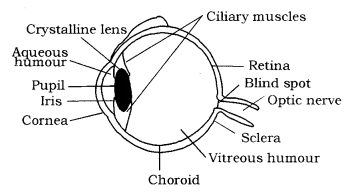 Crystalline lens
Ciliary muscles
Aqueous
humour
Pupil
Iris
Cornea
Retina
Blind spot
Optic nerve
Sclera
Vitreous humour
Choroid